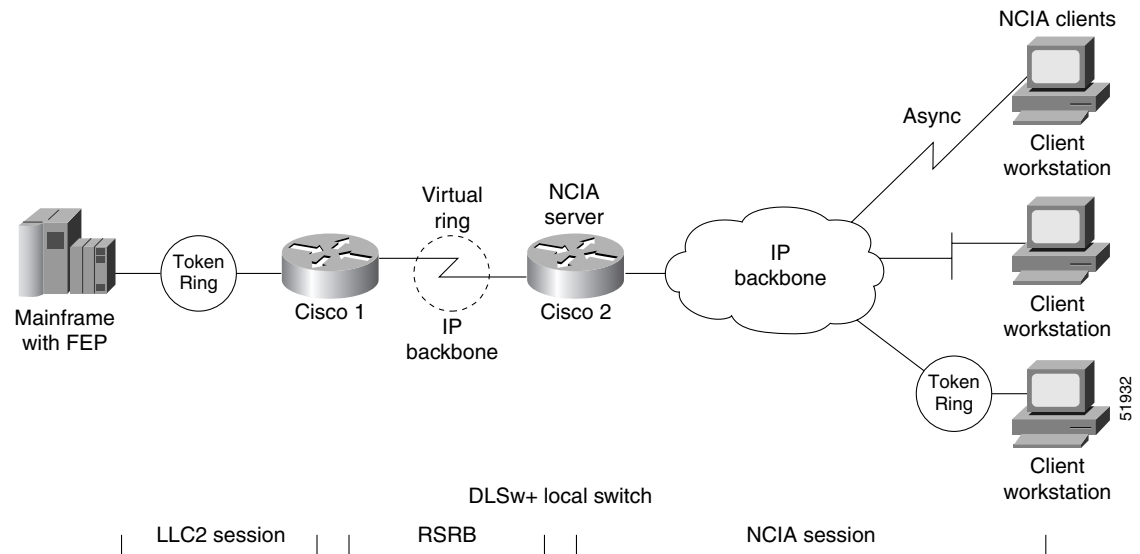 NCIA clients
Async
Client
workstation
Virtual
ring
NCIA
server
Token
Ring
IP
backbone
Cisco 1
Cisco 2
Mainframe
with FEP
IP
backbone
Client
workstation
Token
Ring
51932
Client
workstation
DLSw+ local switch
LLC2 session
RSRB
NCIA session